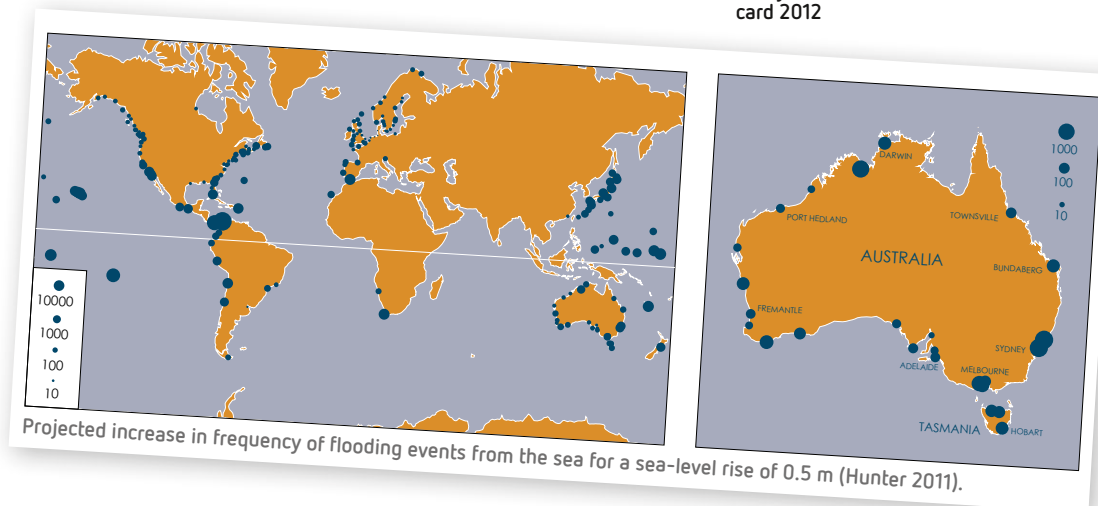 card 2012
10000
1000
100
10
1000
100
10
DARWIN
PORT HEDLAND
TOWNSVILLE
AUSTRALIA
BUNDABERG
FREMANTLE
SYDNEY
ADELAIDE
MELBOURNE
TASMANIA
HOBART
Projected increase in frequency of flooding events from the sea for a sea-level rise of 0.5 m (Hunter 2011).